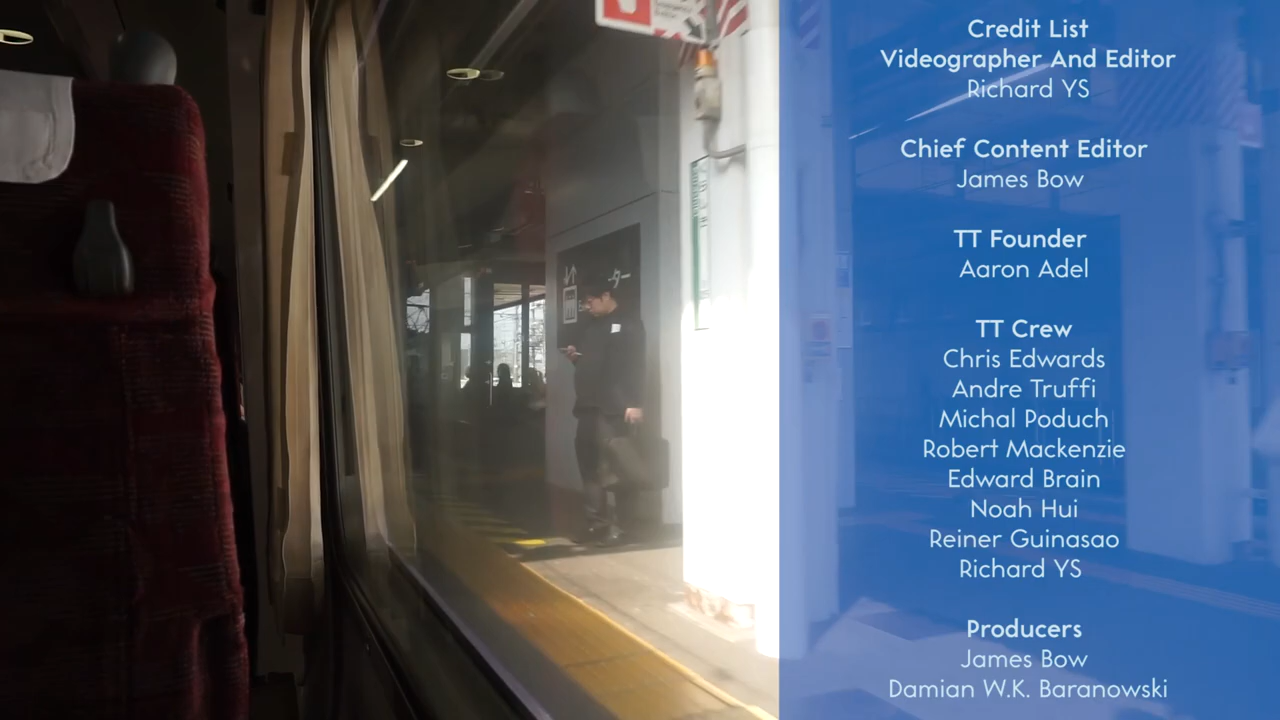 Credit List
Videographer And Editor
Richard YS
Chief Content Editor
James Bow
TT Founder
Aaron Adel
TT Crew
Chris Edwards
Andre Truffi
Michal Poduch
Robert Mackenzie
Edward Brain
Noah Hui
Reiner Guinasao
Richard YS
Producers
James Bow
Damian W.K. Baranowski
ター